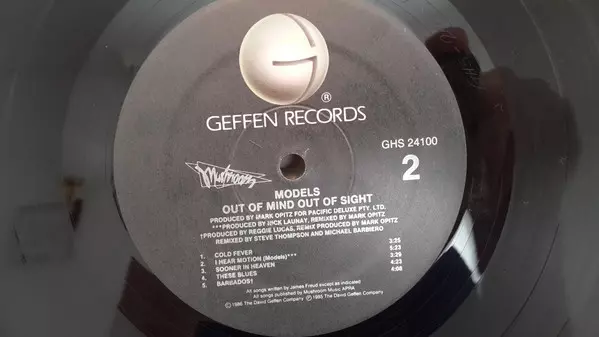 ®
GEFFEN RECORDS
GHS 24100
2
Mushroom
MODELS
OUT OF MIND OUT OF SIGHT
PRODUCED BY MARK OPITZ FOR PACIFIC DELUXE PTY. LTD.
***PRODUCED BY NICK LAUNAY, REMIXED BY MARK OPITZ
†PRODUCED BY REGGIE LUCAS, REMIX PRODUCED BY MARK OPITZ
REMIXED BY STEVE THOMPSON AND MICHAEL BARBIERO
1. COLD FEVER 3:35
2. I HEAR MOTION (Models)*** 5:23
3. SOONER IN HEAVEN 3:29
4. THESE BLUES 4:23
5. BARBADOS† 4:08
All songs written by James Freud except as indicated
All songs published by Mushroom Music APRA
© 1985 The David Geffen Company ℗ 1985 The David Geffen Company